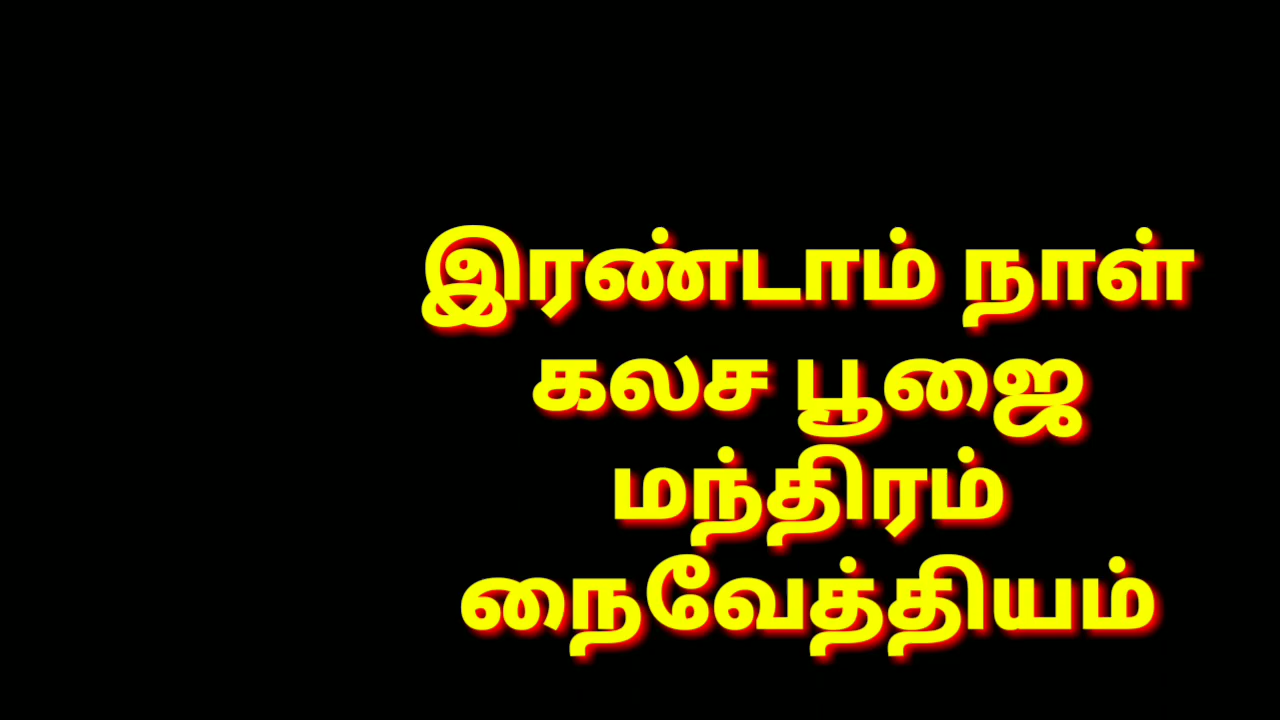 இரண்டாம் நாள்
கலச பூஜை
மந்திரம்
நைவேத்தியம்